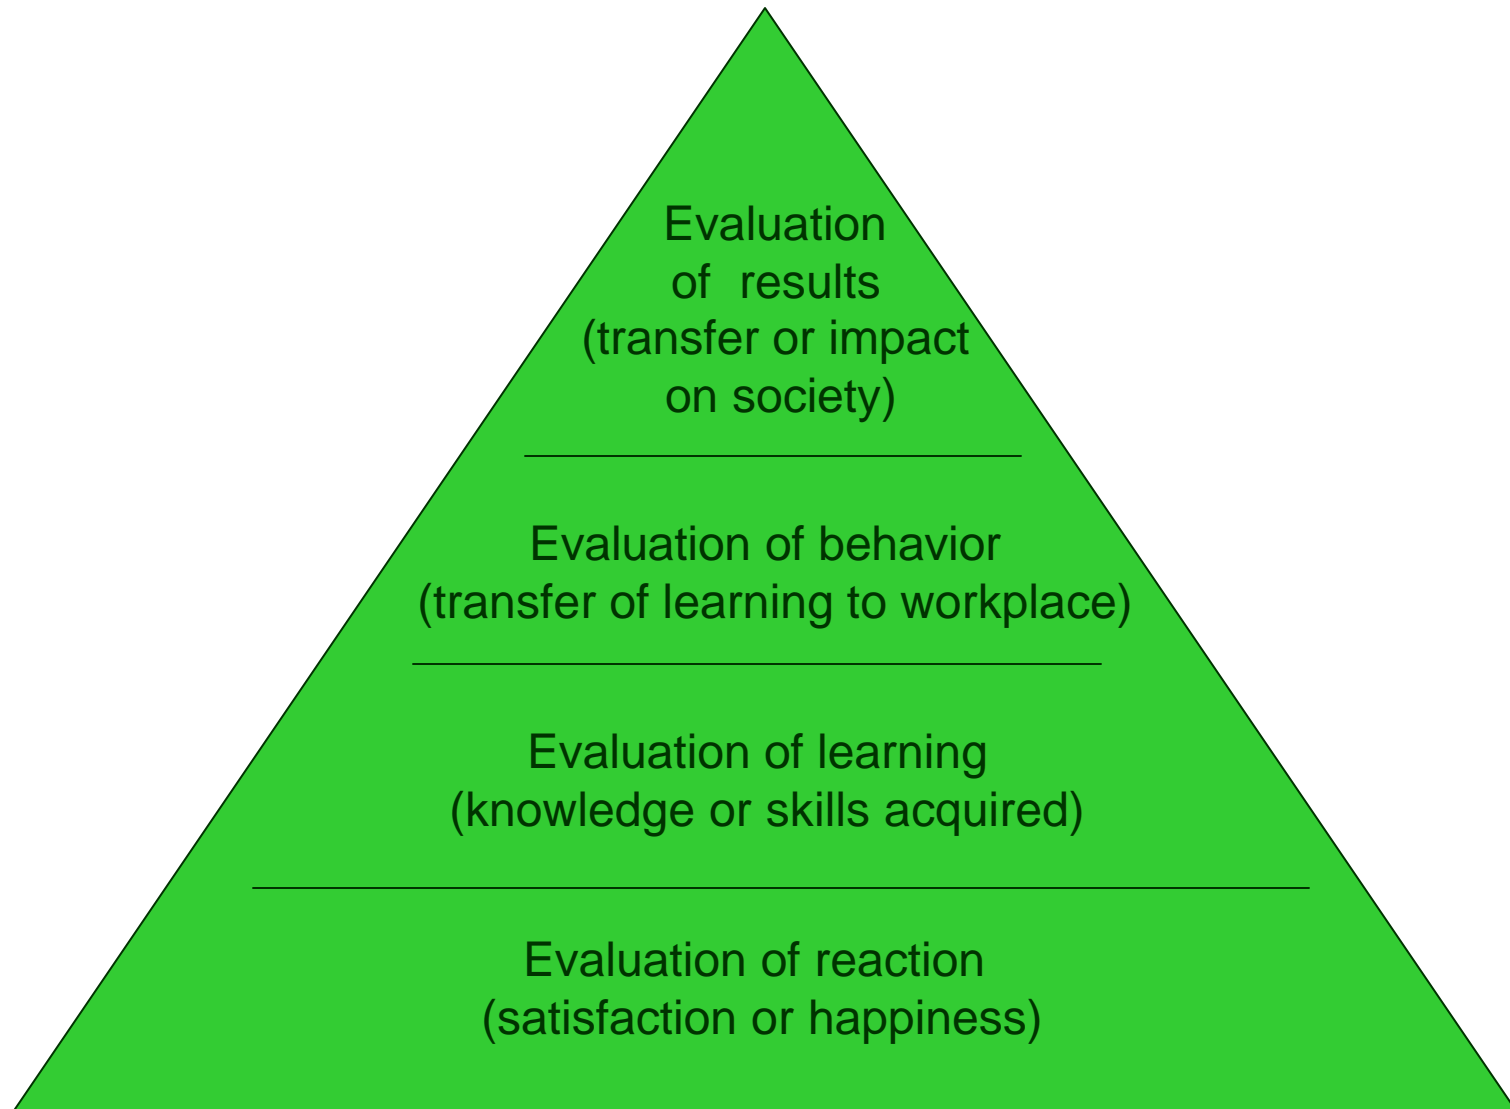 Evaluation
of  results
(transfer or impact
on society)
Evaluation of behavior
(transfer of learning to workplace)
Evaluation of learning
(knowledge or skills acquired)
Evaluation of reaction
(satisfaction or happiness)